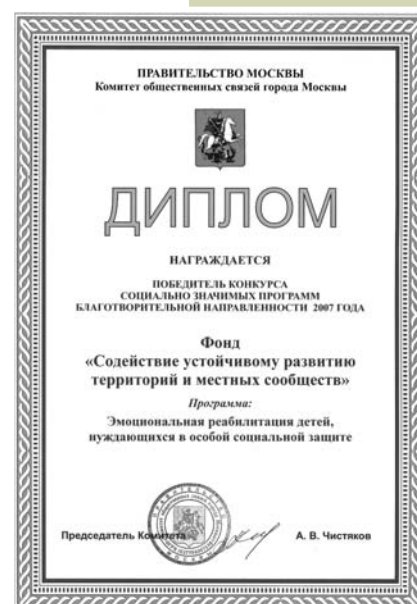 ПРАВИТЕЛЬСТВО МОСКВЫ
Комитет общественных связей города Москвы
ДИПЛОМ
НАГРАЖДАЕТСЯ
ПОБЕДИТЕЛЬ КОНКУРСА
СОЦИАЛЬНО ЗНАЧИМЫХ ПРОГРАММ
БЛАГОТВОРИТЕЛЬНОЙ НАПРАВЛЕННОСТИ 2007 ГОДА
Фонд
«Содействие устойчивому развитию
территорий и местных сообществ»
Программа:
Эмоциональная реабилитация детей,
нуждающихся в особой социальной защите
Председатель Комитета А. В. Чистяков